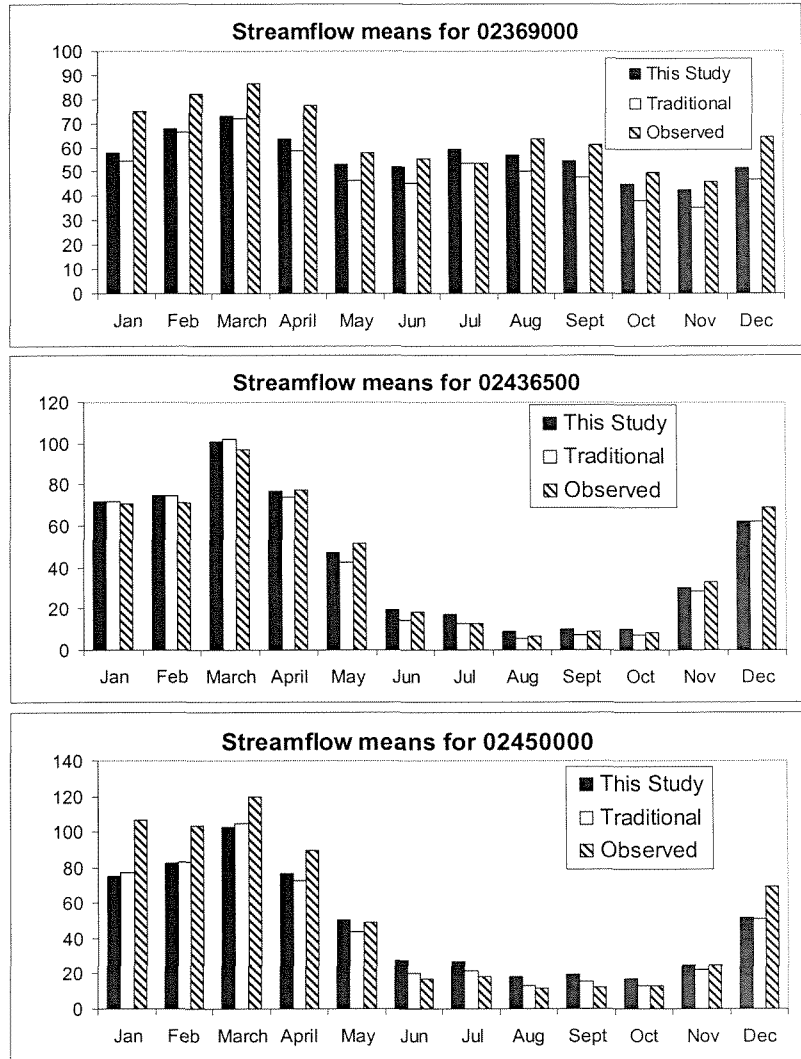 Streamflow means for 02369000
100
90
80
70
60
50
40
30
20
10
0
This Study
Traditional
Observed
Jan Feb March April May Jun Jul Aug Sept Oct Nov Dec
Streamflow means for 02436500
120
100
80
60
40
20
0
This Study
Traditional
Observed
Jan Feb March April May Jun Jul Aug Sept Oct Nov Dec
Streamflow means for 02450000
140
120
100
80
60
40
20
0
This Study
Traditional
Observed
Jan Feb March April May Jun Jul Aug Sept Oct Nov Dec